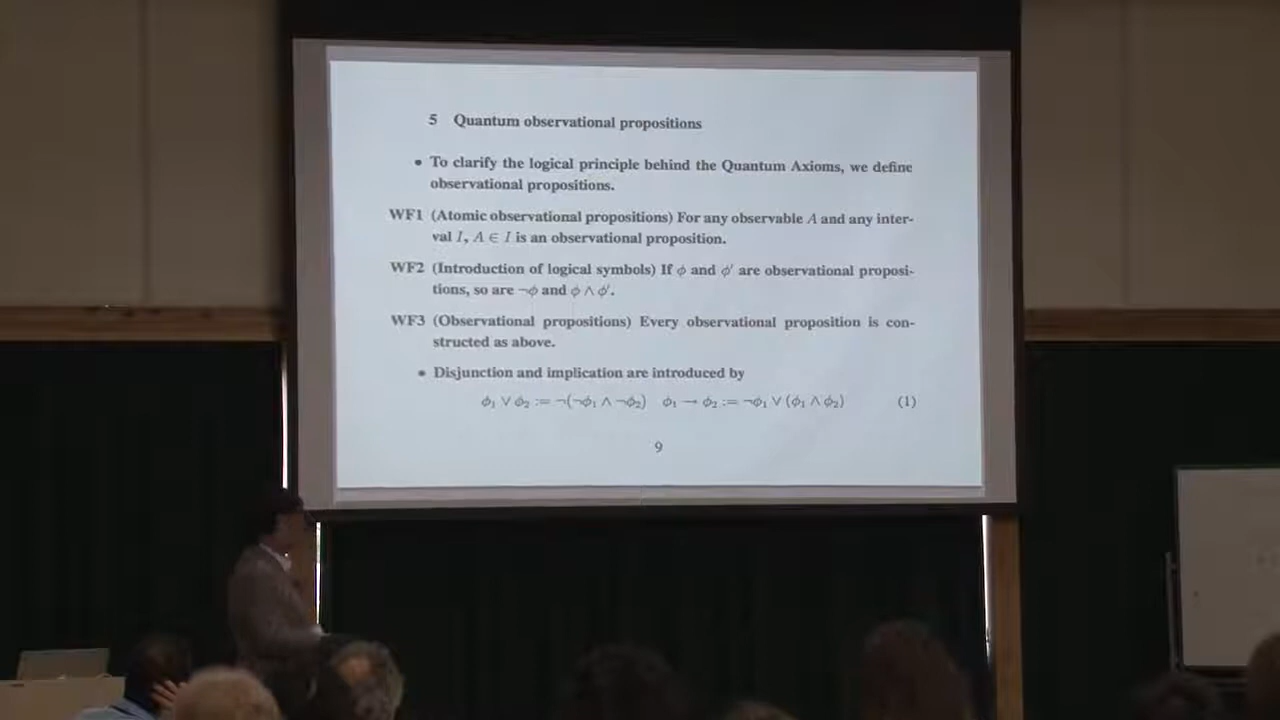 5 Quantum observational propositions
• To clarify the logical principle behind the Quantum Axioms, we define
observational propositions.
WF1 (Atomic observational propositions) For any observable A and any inter-
val I, A ∈ I is an observational proposition.
WF2 (Introduction of logical symbols) If ϕ and ϕ′ are observational proposi-
tions, so are ¬ϕ and ϕ ∧ ϕ′.
WF3 (Observational propositions) Every observational proposition is con-
structed as above.
• Disjunction and implication are introduced by
ϕ₁ ∨ ϕ₂ := ¬(¬ϕ₁ ∧ ¬ϕ₂) ϕ₁ → ϕ₂ := ¬ϕ₁ ∨ (ϕ₁ ∧ ϕ₂) (1)
9